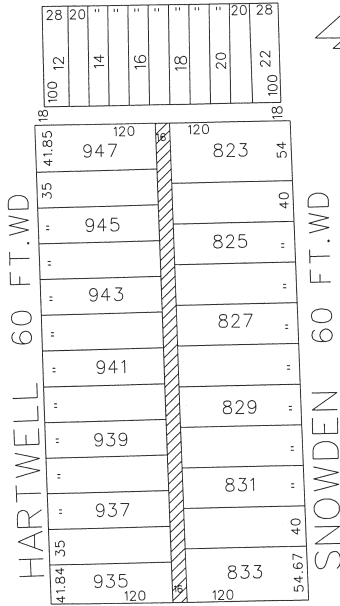 28 20 " " " " " " " 20 28
100 12 14 16 18 20 22 100
18 18
120 18 120
41.85 947 823 54
35 40
" 945 825 "
" "
" 943 827 "
" "
" 941 829 "
" "
" 939 831 "
" 40
" 937
35
41.84 935 833 54.67
120 120
HARTWELL 60 FT.WD
SNOWDEN 60 FT.WD